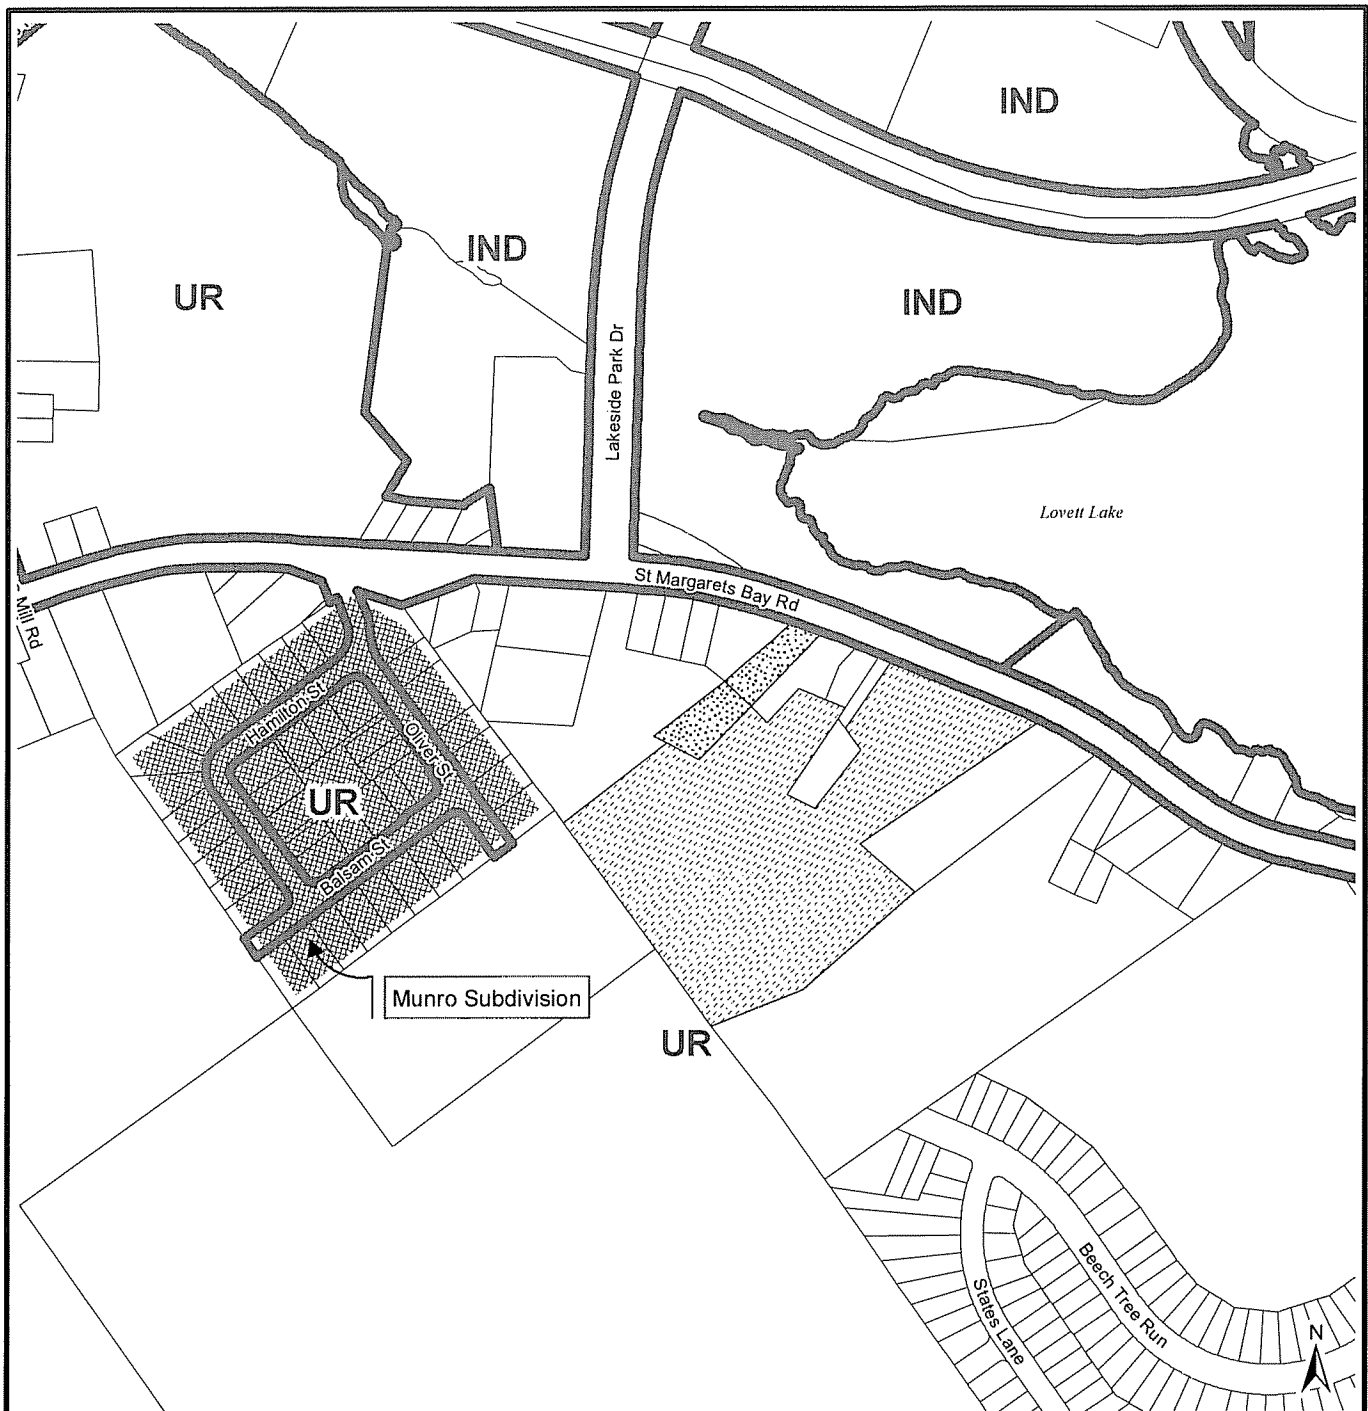 IND
IND
UR
IND
Lakeside Park Dr
Lovett Lake
St Margarets Bay Rd
Mill Rd
Hamilton St
Oliver St
UR
Balsam St
Munro Subdivision
UR
Beech Tree Run
States Lane
N